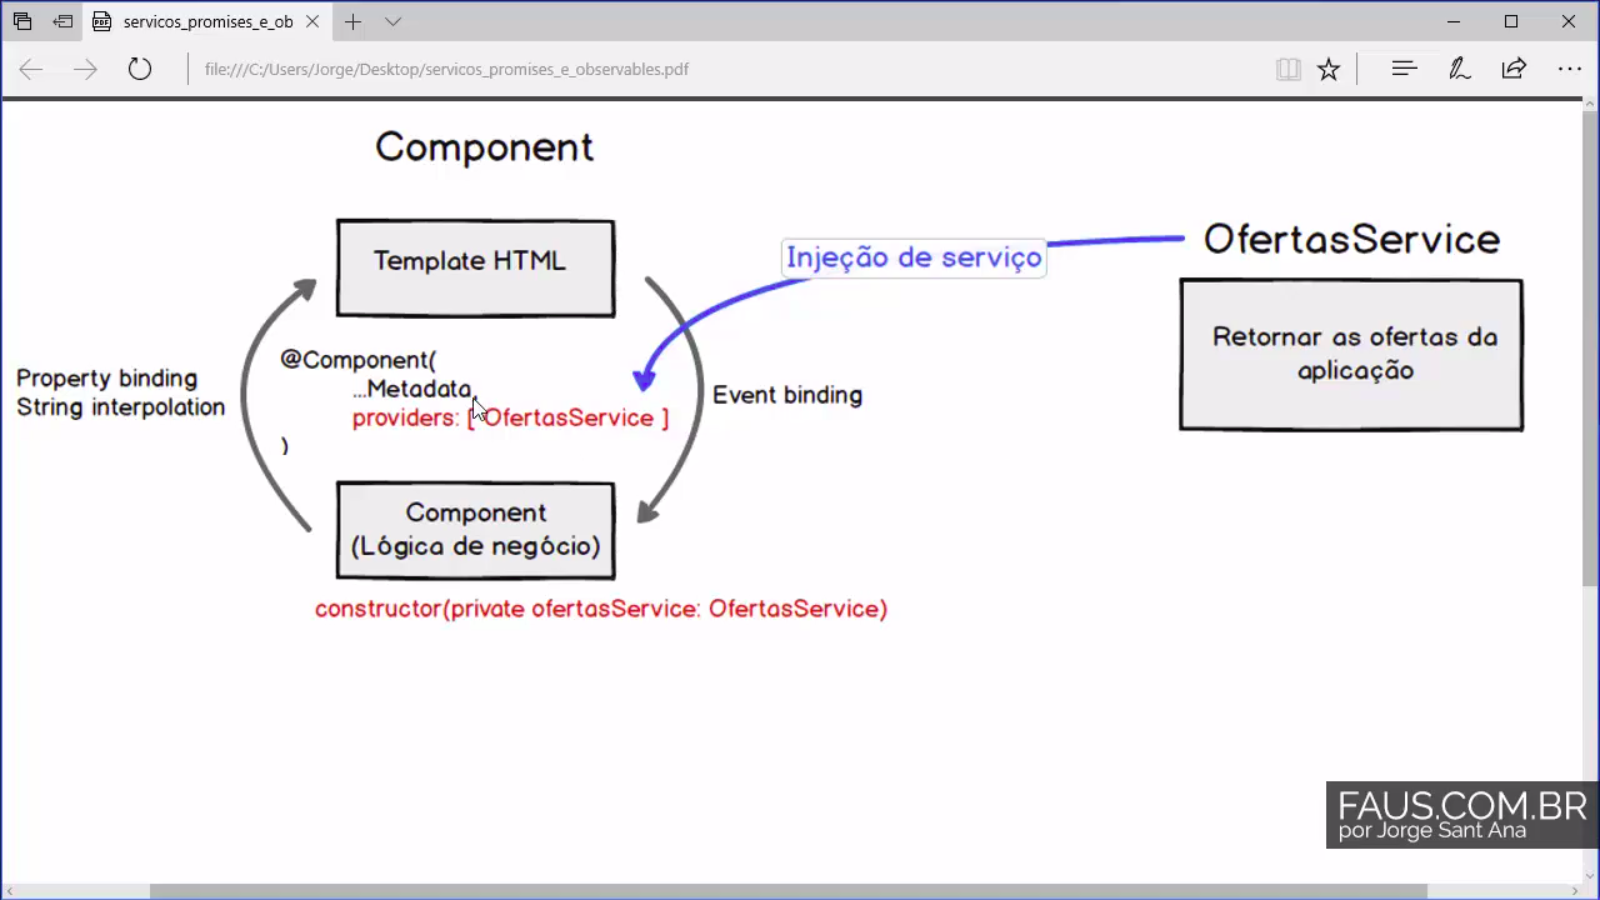 servicos_promises_e_ob
file:///C:/Users/Jorge/Desktop/servicos_promises_e_observables.pdf
Component
Template HTML
Injeção de serviço
OfertasService
Retornar as ofertas da
aplicação
@Component(
...Metadata,
providers: [ OfertasService ]
)
Property binding
String interpolation
Event binding
Component
(Lógica de negócio)
constructor(private ofertasService: OfertasService)
FAUS.COM.BR
por Jorge Sant Ana